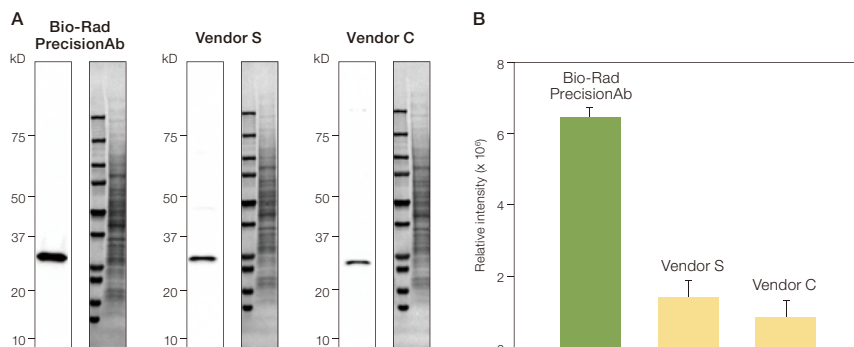 A
Bio-Rad
PrecisionAb
Vendor S
Vendor C
kD
kD
kD
75
75
75
50
50
50
37
37
37
20
20
20
10
10
10
B
8
6
4
2
Relative intensity (x 10⁶)
Bio-Rad
PrecisionAb
Vendor S
Vendor C